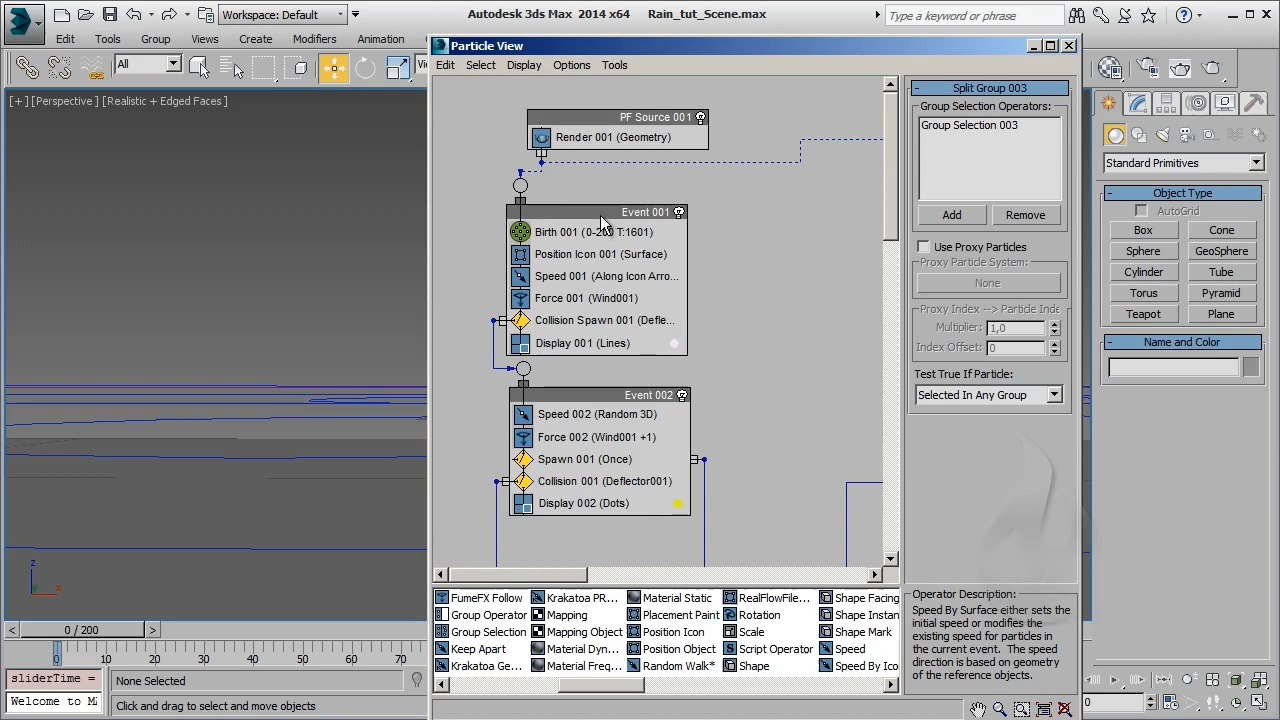 Workspace: Default
Autodesk 3ds Max 2014 x64 Rain_tut_Scene.max
Type a keyword or phrase
Edit Tools Group Views Create Modifiers Animation
All
[ + ] [Perspective ] [Realistic + Edged Faces ]
Particle View
Edit Select Display Options Tools
PF Source 001
Render 001 (Geometry)
Event 001
Birth 001 T:1601)
Position Icon 001 (Surface)
Speed 001 (Along Icon Arro...
Force 001 (Wind001)
Collision Spawn 001 (Defle...
Display 001 (Lines)
Event 002
Speed 002 (Random 3D)
Force 002 (Wind001 +1)
Spawn 001 (Once)
Collision 001 (Deflector001)
Display 002 (Dots)
Split Group 003
Group Selection Operators:
Group Selection 003
Add Remove
Use Proxy Particles
Proxy Particle System:
None
Proxy Index --> Particle Inde
Multiplier: 1,0
Index Offset: 0
Test True If Particle:
Selected In Any Group
Standard Primitives
Object Type
AutoGrid
Box Cone
Sphere GeoSphere
Cylinder Tube
Torus Pyramid
Teapot Plane
Name and Color
FumeFX Follow Krakatoa PR... Material Static RealFlowFile... Shape Facing
Group Operator Mapping Placement Paint Rotation Shape Instan
Group Selection Mapping Object Position Icon Scale Shape Mark
Keep Apart Material Dyn... Position Object Script Operator Speed
Krakatoa Ge... Material Freq... Random Walk* Shape Speed By Ico
Operator Description:
Speed By Surface either sets the
initial speed or modifies the
existing speed for particles in
the current event. The speed
direction is based on geometry
of the reference objects.
z
x
0 / 200
0 10 20 30 40 50 60 70
sliderTime = None Selected
Welcome to M Click and drag to select and move objects
0